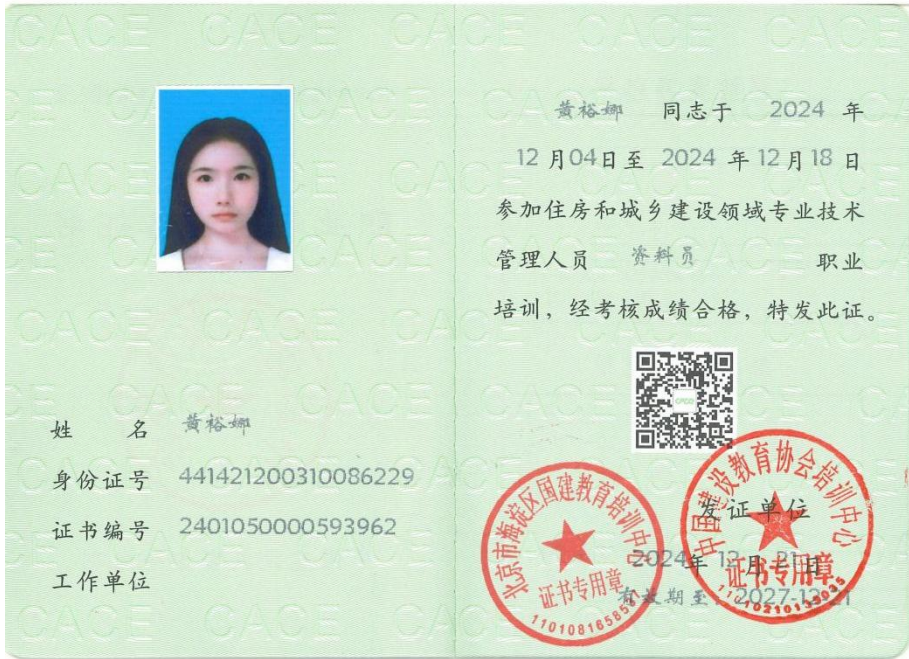 姓 名 黄裕娜
身份证号 441421200310086229
证书编号 2401050000593962
工作单位
黄裕娜 同志于 2024 年
12 月 04 日至 2024 年 12 月 18 日
参加住房和城乡建设领域专业技术
管理人员 资料员 职业
培训，经考核成绩合格，特发此证。
发证单位
2024 年 12 月 21 日
有效期至：2027-12-21
北京市海淀区国建教育培训中心
证书专用章
中国建设教育协会培训中心
证书专用章
CACE